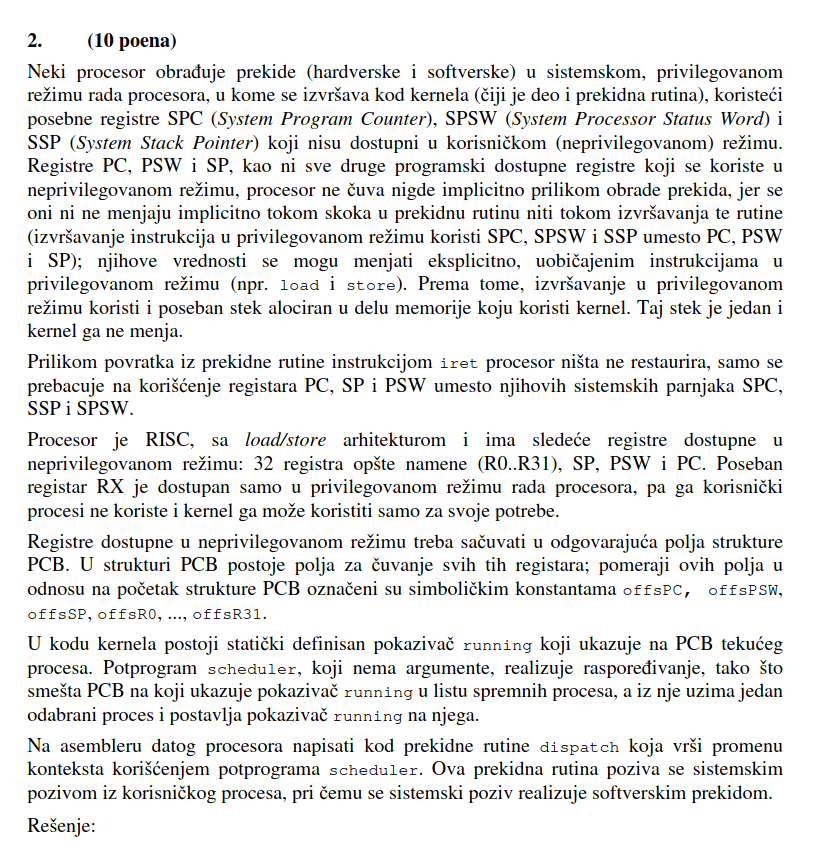 2. (10 poena)
Neki procesor obrađuje prekide (hardverske i softverske) u sistemskom, privilegovanom
režimu rada procesora, u kome se izvršava kod kernela (čiji je deo i prekidna rutina), koristeći
posebne registre SPC (System Program Counter), SPSW (System Processor Status Word) i
SSP (System Stack Pointer) koji nisu dostupni u korisničkom (neprivilegovanom) režimu.
Registre PC, PSW i SP, kao ni sve druge programski dostupne registre koji se koriste u
neprivilegovanom režimu, procesor ne čuva nigde implicitno prilikom obrade prekida, jer se
oni ni ne menjaju implicitno tokom skoka u prekidnu rutinu niti tokom izvršavanja te rutine
(izvršavanje instrukcija u privilegovanom režimu koristi SPC, SPSW i SSP umesto PC, PSW
i SP); njihove vrednosti se mogu menjati eksplicitno, uobičajenim instrukcijama u
privilegovanom režimu (npr. load i store). Prema tome, izvršavanje u privilegovanom
režimu koristi i poseban stek alociran u delu memorije koju koristi kernel. Taj stek je jedan i
kernel ga ne menja.
Prilikom povratka iz prekidne rutine instrukcijom iret procesor ništa ne restaurira, samo se
prebacuje na korišćenje registara PC, SP i PSW umesto njihovih sistemskih parnjaka SPC,
SSP i SPSW.
Procesor je RISC, sa load/store arhitekturom i ima sledeće registre dostupne u
neprivilegovanom režimu: 32 registra opšte namene (R0..R31), SP, PSW i PC. Poseban
registar RX je dostupan samo u privilegovanom režimu rada procesora, pa ga korisnički
procesi ne koriste i kernel ga može koristiti samo za svoje potrebe.
Registre dostupne u neprivilegovanom režimu treba sačuvati u odgovarajuća polja strukture
PCB. U strukturi PCB postoje polja za čuvanje svih tih registara; pomeraji ovih polja u
odnosu na početak strukture PCB označeni su simboličkim konstantama offsPC, offsPSW,
offsSP, offsR0, ..., offsR31.
U kodu kernela postoji statički definisan pokazivač running koji ukazuje na PCB tekućeg
procesa. Potprogram scheduler, koji nema argumente, realizuje raspoređivanje, tako što
smešta PCB na koji ukazuje pokazivač running u listu spremnih procesa, a iz nje uzima jedan
odabrani proces i postavlja pokazivač running na njega.
Na asembleru datog procesora napisati kod prekidne rutine dispatch koja vrši promenu
konteksta korišćenjem potprograma scheduler. Ova prekidna rutina poziva se sistemskim
pozivom iz korisničkog procesa, pri čemu se sistemski poziv realizuje softverskim prekidom.
Rešenje: